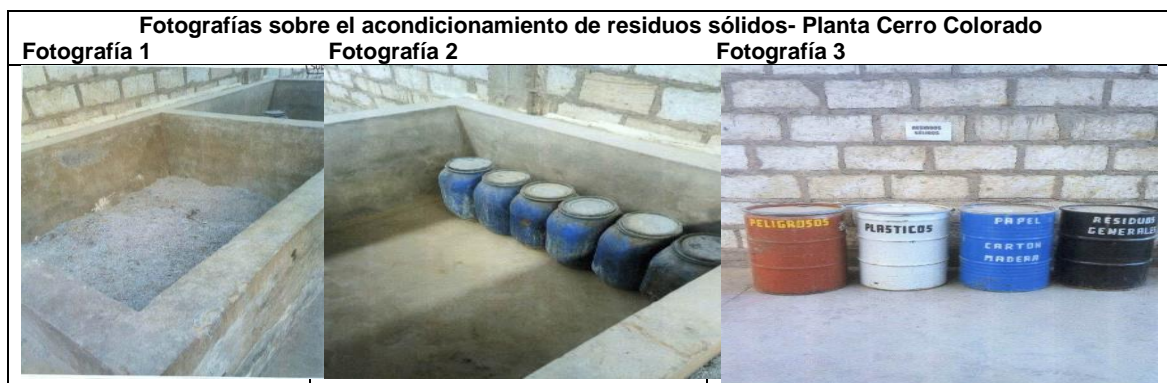 Fotografías sobre el acondicionamiento de residuos sólidos- Planta Cerro Colorado
Fotografía 1 Fotografía 2 Fotografía 3
RESIDUOS
SÓLIDOS
PELIGROSOS
PLASTICOS
PAPEL
CARTON
MADERA
RESIDUOS
GENERALES